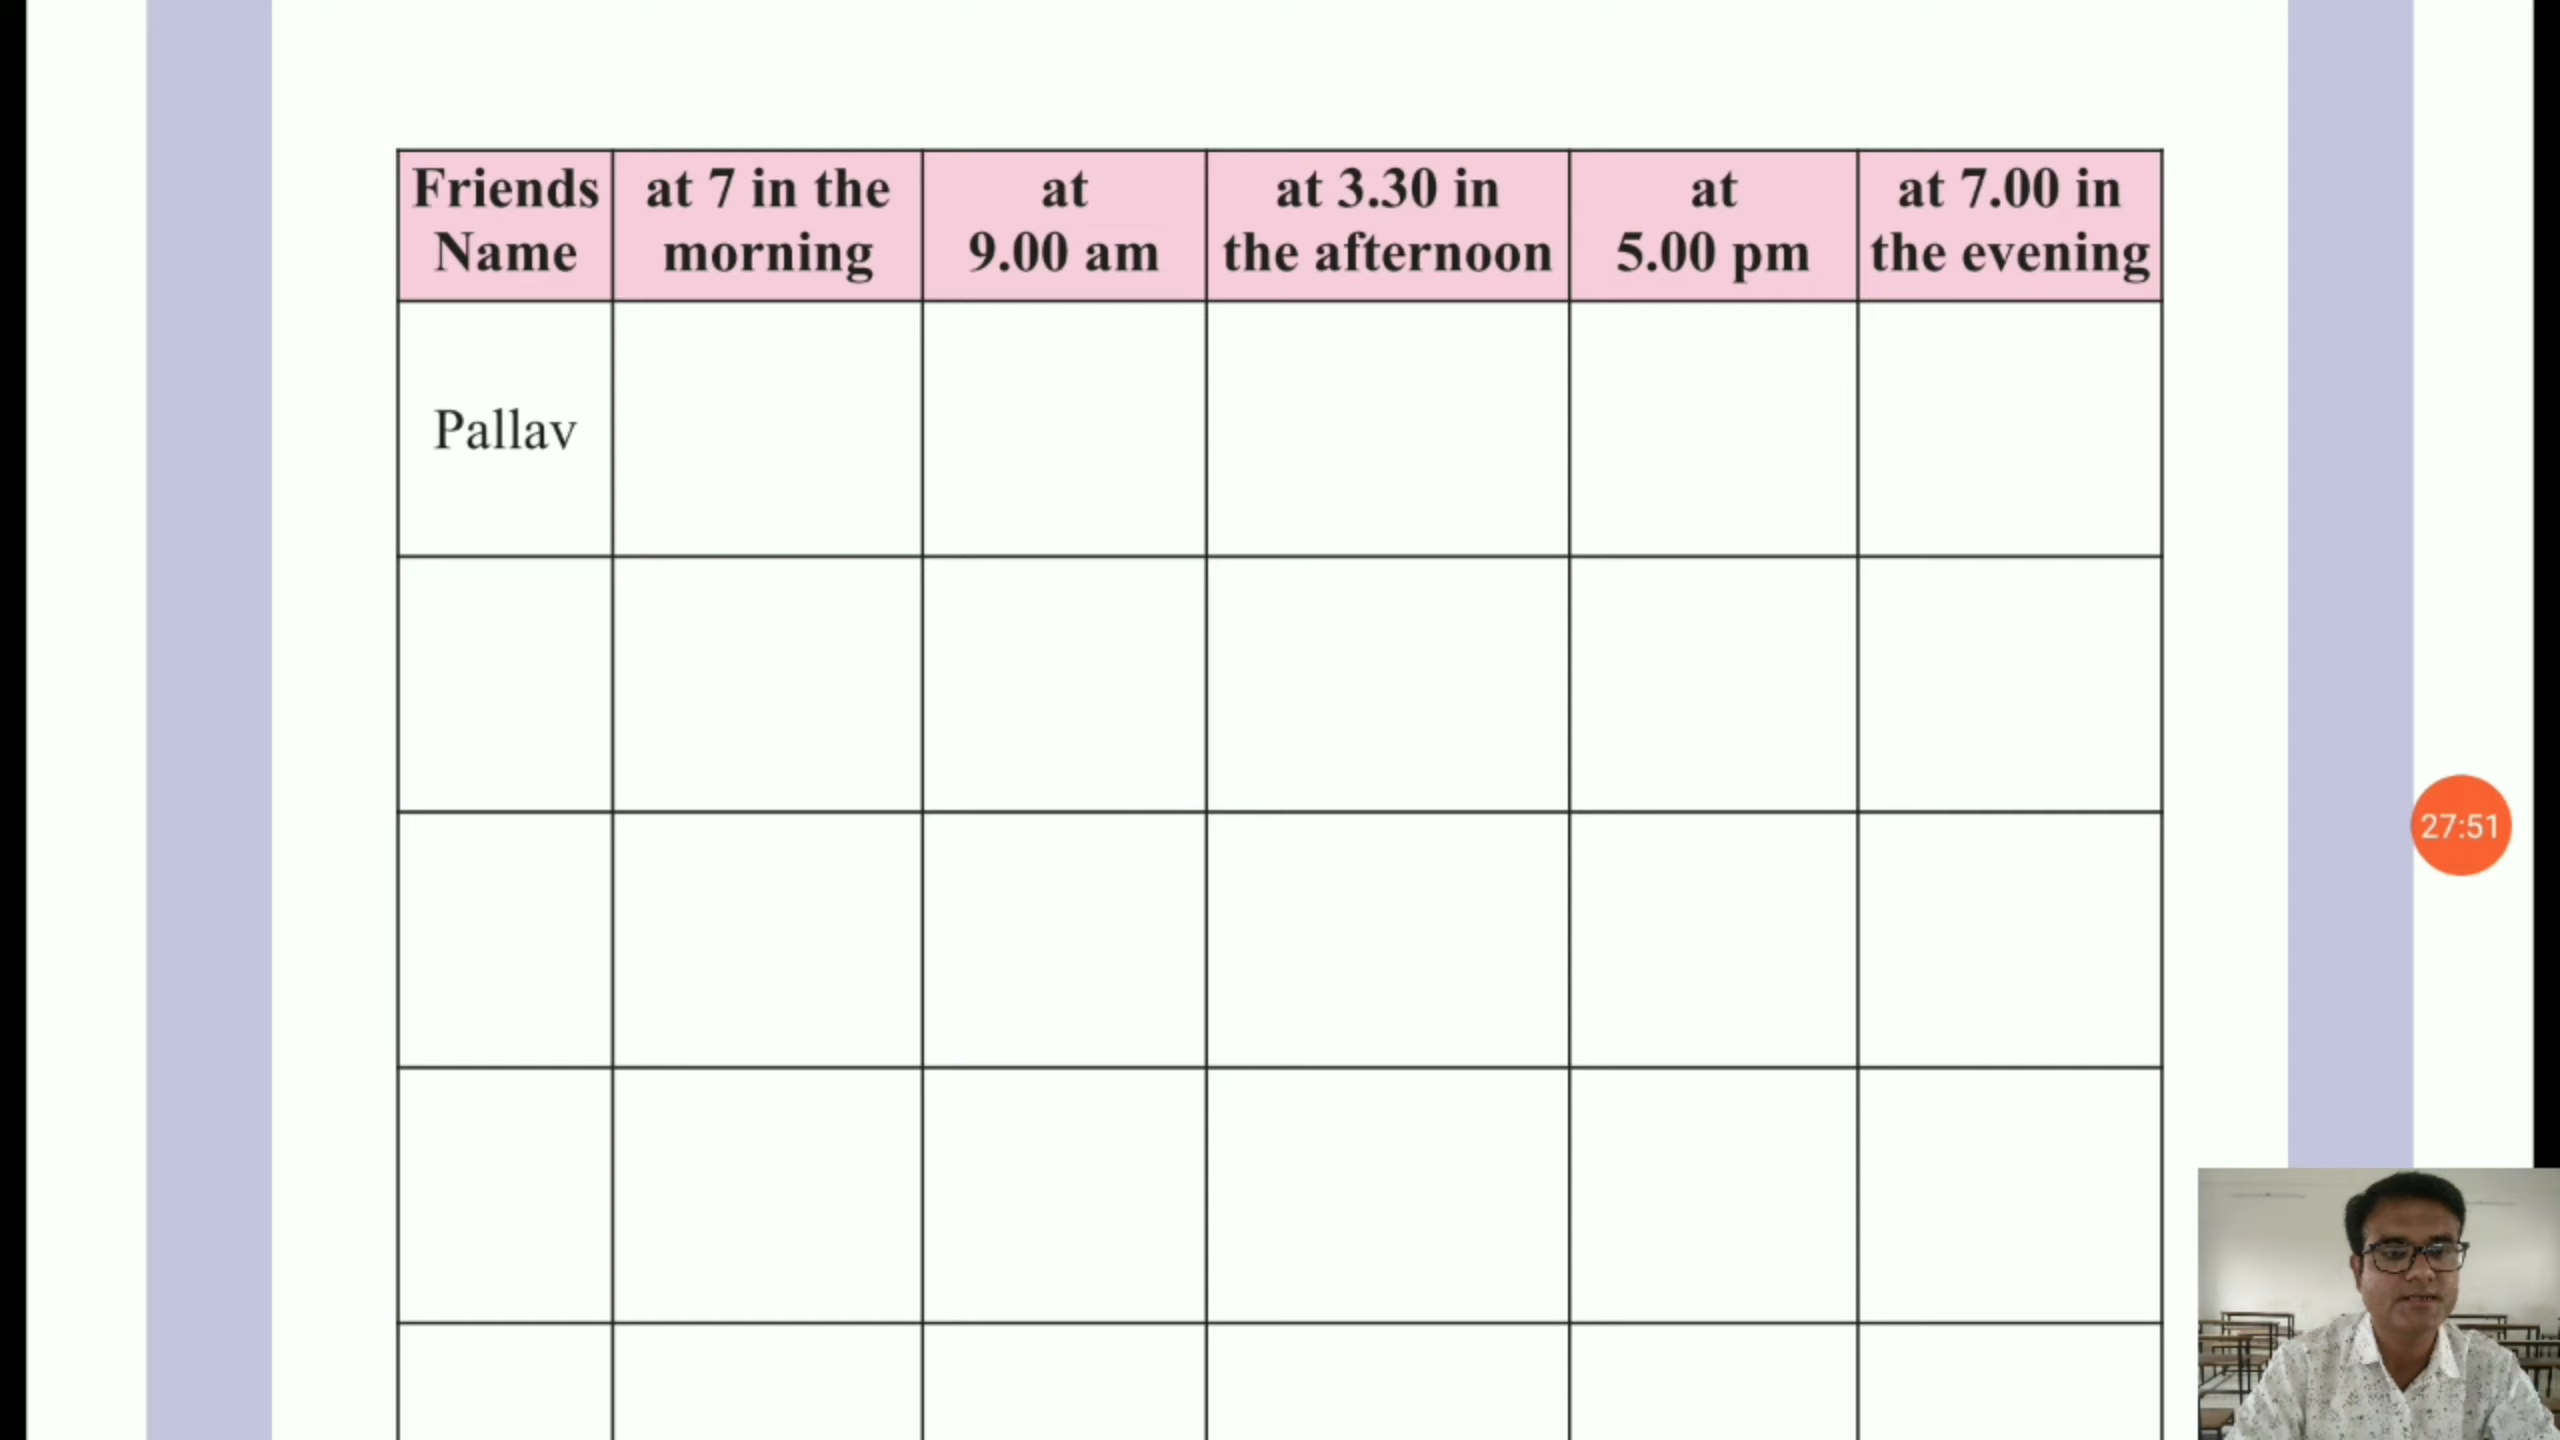 Friends Name
at 7 in the morning
at 9.00 am
at 3.30 in the afternoon
at 5.00 pm
at 7.00 in the evening
Pallav
27:51